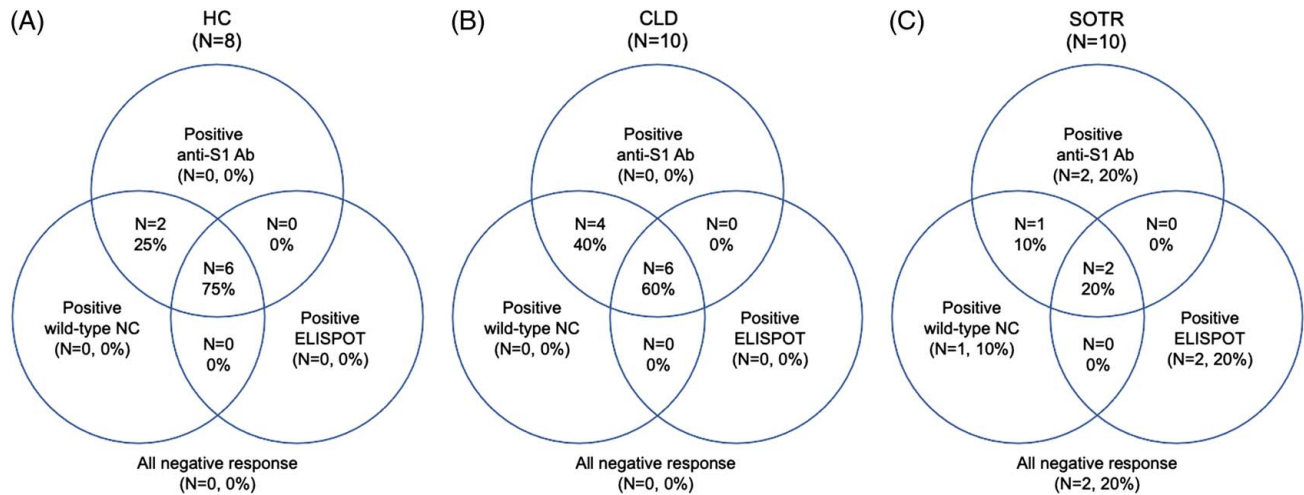 (A)
HC
(N=8)
Positive
anti-S1 Ab
(N=0, 0%)
N=2
25%
N=0
0%
N=6
75%
Positive
wild-type NC
(N=0, 0%)
Positive
ELISPOT
(N=0, 0%)
N=0
0%
All negative response
(N=0, 0%)
(B)
CLD
(N=10)
Positive
anti-S1 Ab
(N=0, 0%)
N=4
40%
N=0
0%
N=6
60%
Positive
wild-type NC
(N=0, 0%)
Positive
ELISPOT
(N=0, 0%)
N=0
0%
All negative response
(N=0, 0%)
(C)
SOTR
(N=10)
Positive
anti-S1 Ab
(N=2, 20%)
N=1
10%
N=0
0%
N=2
20%
Positive
wild-type NC
(N=1, 10%)
Positive
ELISPOT
(N=2, 20%)
N=0
0%
All negative response
(N=2, 20%)